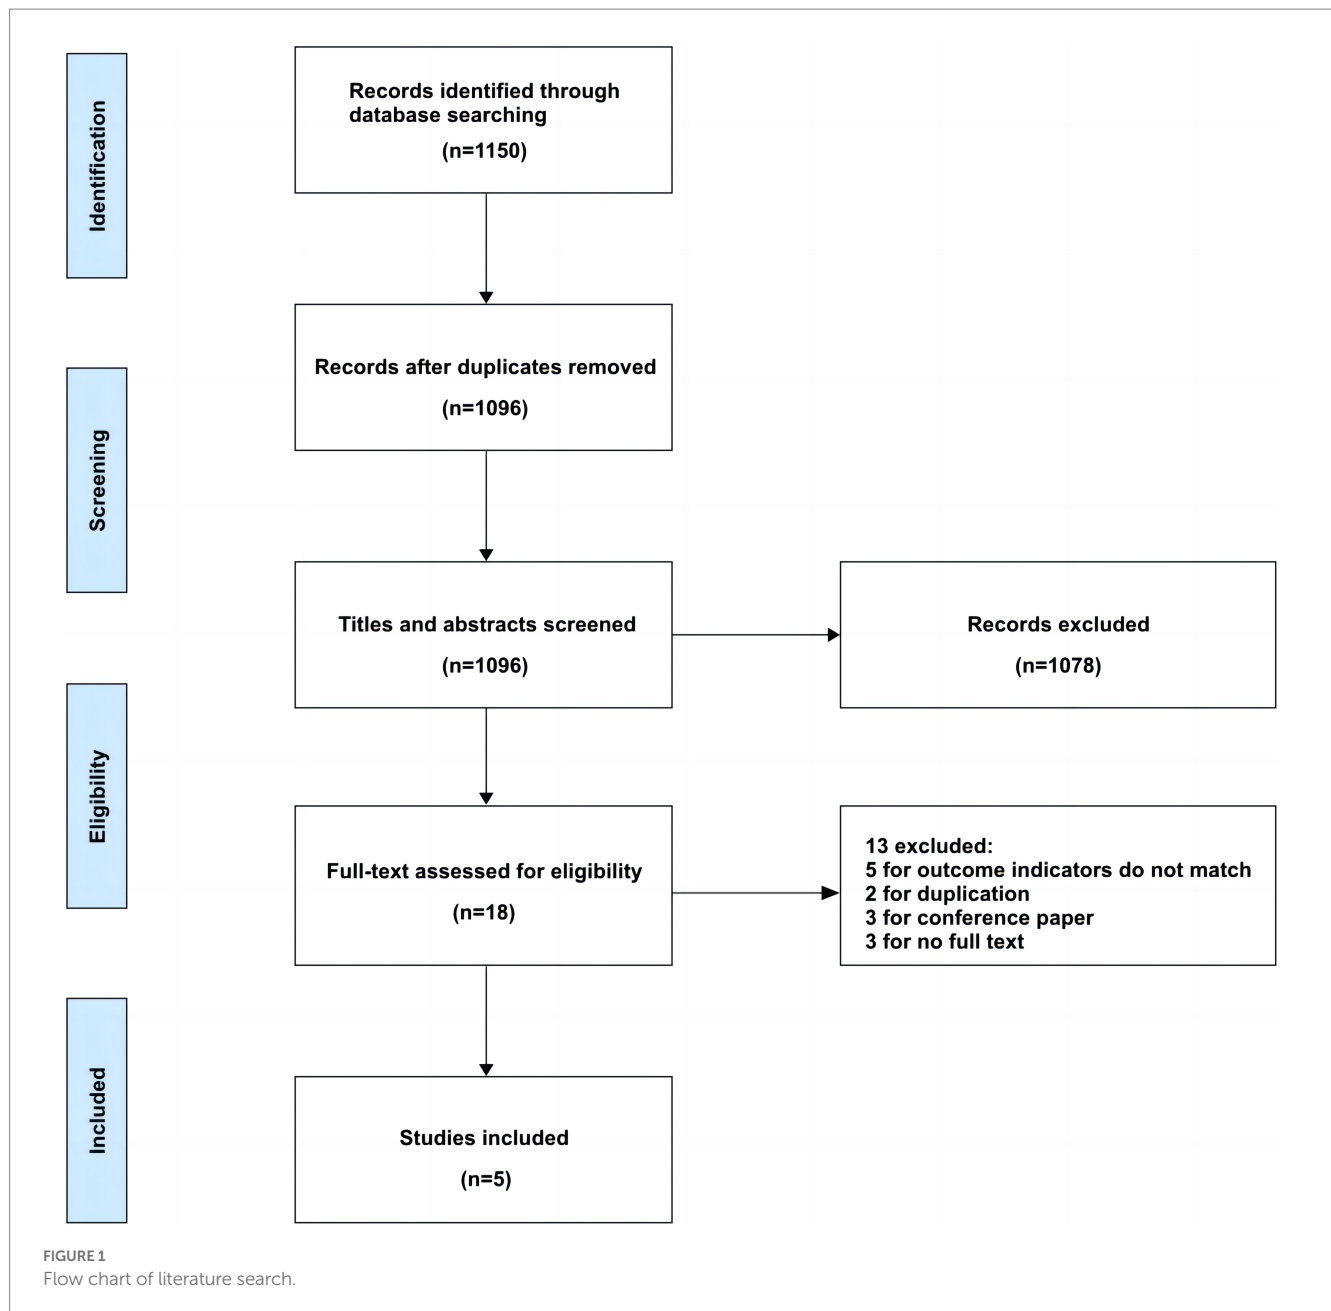 Identification
Records identified through
database searching
(n=1150)
Screening
Records after duplicates removed
(n=1096)
Titles and abstracts screened
(n=1096)
Records excluded
(n=1078)
Eligibility
Full-text assessed for eligibility
(n=18)
13 excluded:
5 for outcome indicators do not match
2 for duplication
3 for conference paper
3 for no full text
Included
Studies included
(n=5)
FIGURE 1
Flow chart of literature search.